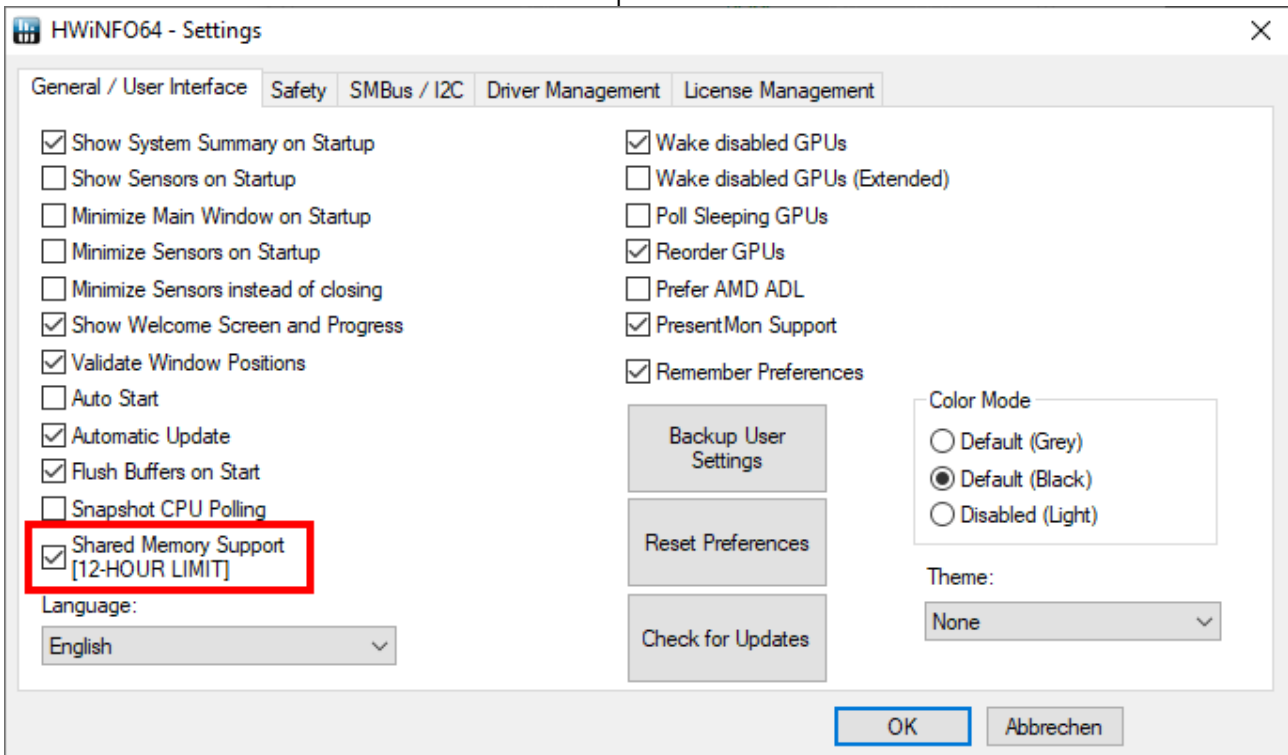 HWiNFO64 - Settings
General / User Interface
Safety
SMBus / I2C
Driver Management
License Management
Show System Summary on Startup
Show Sensors on Startup
Minimize Main Window on Startup
Minimize Sensors on Startup
Minimize Sensors instead of closing
Show Welcome Screen and Progress
Validate Window Positions
Auto Start
Automatic Update
Flush Buffers on Start
Snapshot CPU Polling
Shared Memory Support
[12-HOUR LIMIT]
Language:
English
Wake disabled GPUs
Wake disabled GPUs (Extended)
Poll Sleeping GPUs
Reorder GPUs
Prefer AMD ADL
PresentMon Support
Remember Preferences
Backup User
Settings
Reset Preferences
Check for Updates
Color Mode
Default (Grey)
Default (Black)
Disabled (Light)
Theme:
None
OK
Abbrechen